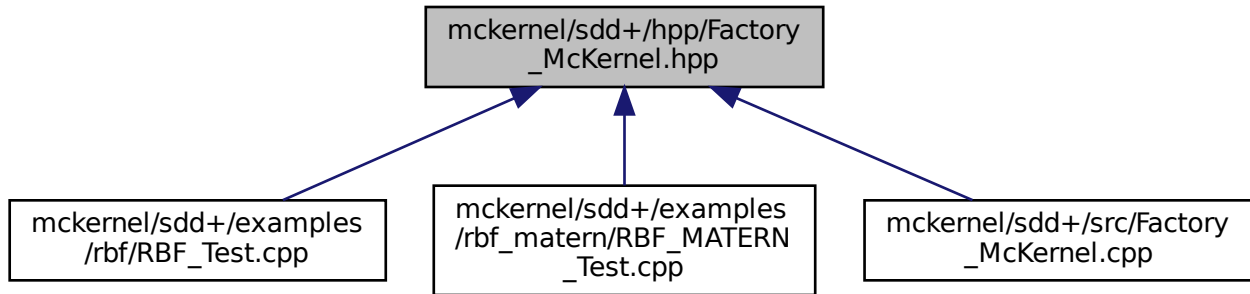 mckernel/sdd+/hpp/Factory
_McKernel.hpp
mckernel/sdd+/examples
/rbf/RBF_Test.cpp
mckernel/sdd+/examples
/rbf_matern/RBF_MATERN
_Test.cpp
mckernel/sdd+/src/Factory
_McKernel.cpp